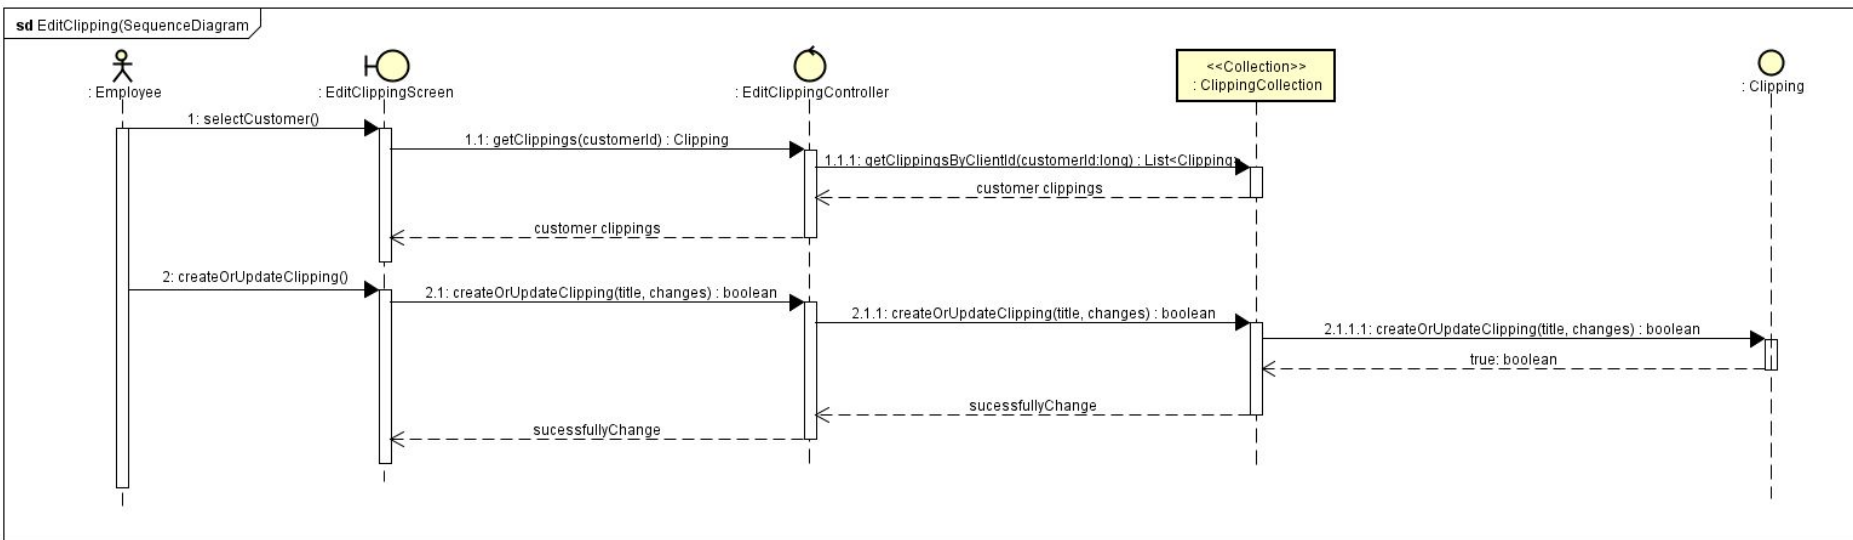 sd EditClipping(SequenceDiagram
: Employee
: EditClippingScreen
: EditClippingController
<<Collection>>
: ClippingCollection
: Clipping
1: selectCustomer()
1.1: getClippings(customerId) : Clipping
1.1.1: getClippingsByClientId(customerId:long) : List<Clipping>
customer clippings
customer clippings
2: createOrUpdateClipping()
2.1: createOrUpdateClipping(title, changes) : boolean
2.1.1: createOrUpdateClipping(title, changes) : boolean
2.1.1.1: createOrUpdateClipping(title, changes) : boolean
true: boolean
sucessfullyChange
sucessfullyChange